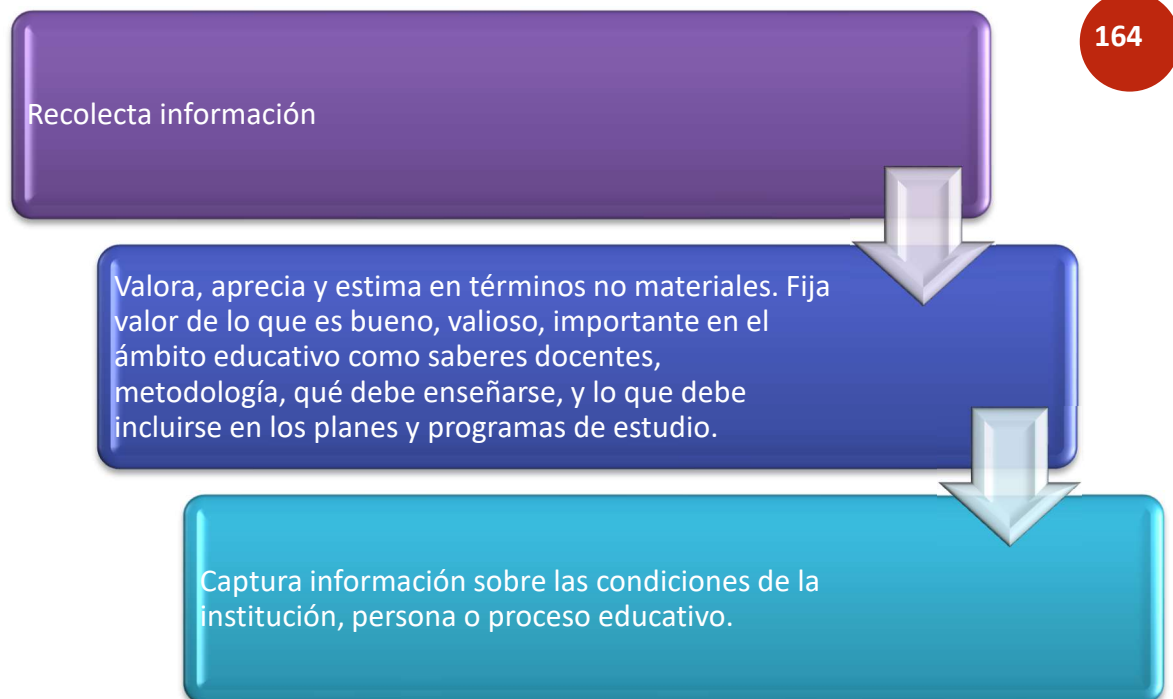 164
Recolecta información
Valora, aprecia y estima en términos no materiales. Fija
valor de lo que es bueno, valioso, importante en el
ámbito educativo como saberes docentes,
metodología, qué debe enseñarse, y lo que debe
incluirse en los planes y programas de estudio.
Captura información sobre las condiciones de la
institución, persona o proceso educativo.